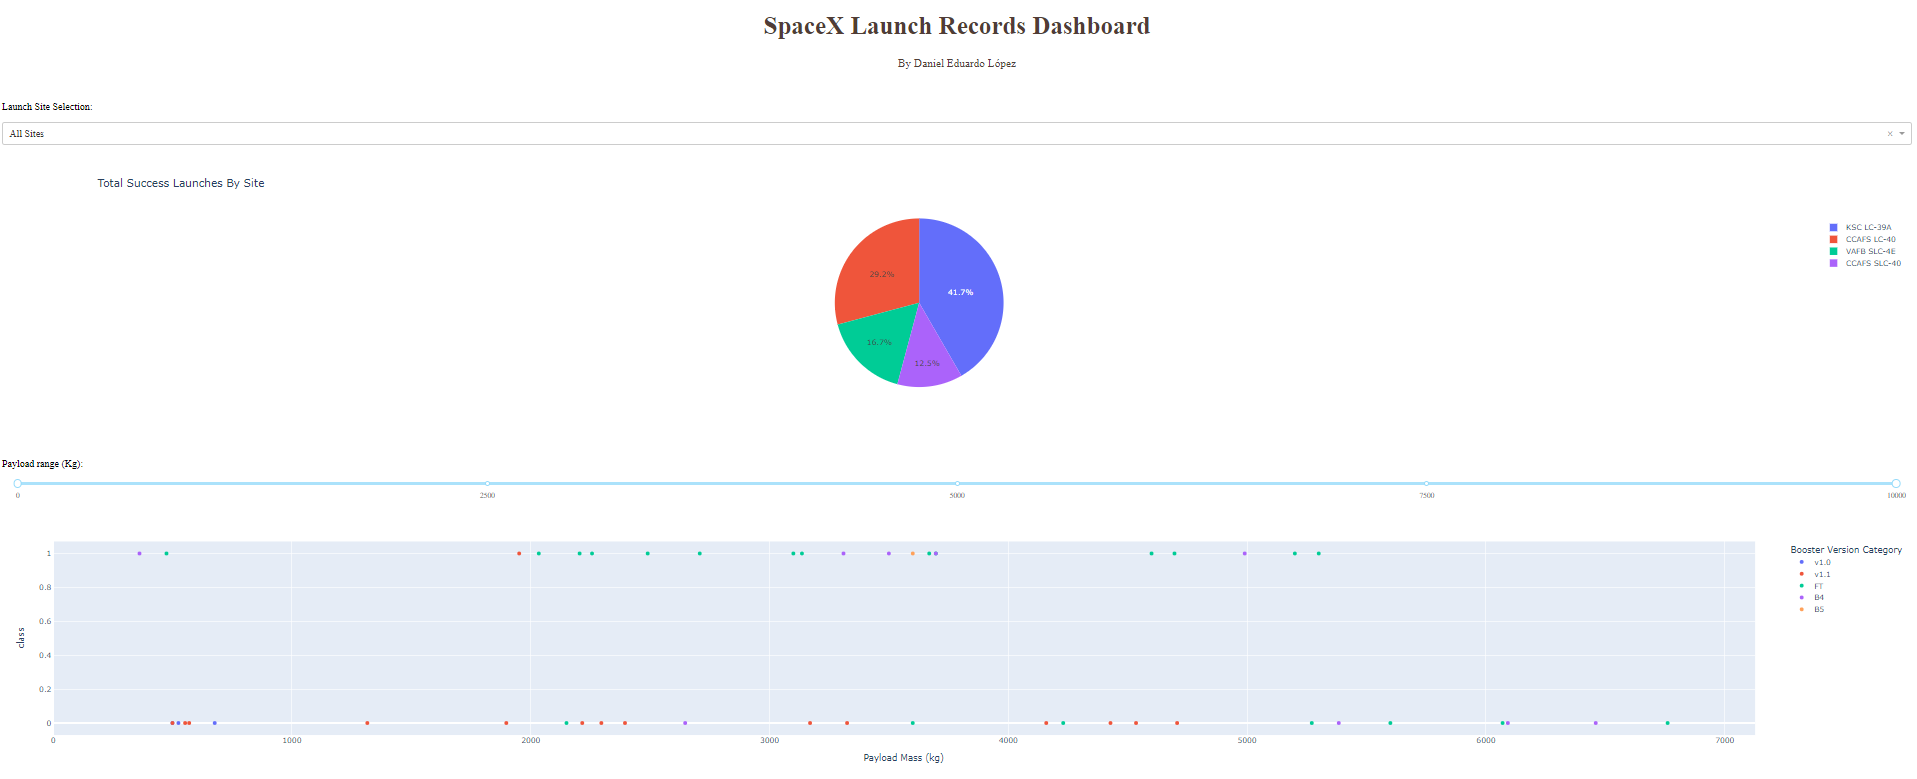 SpaceX Launch Records Dashboard
By Daniel Eduardo López
Launch Site Selection:
All Sites
Total Success Launches By Site
29.2%
41.7%
16.7%
12.5%
KSC LC-39A
CCAFS LC-40
VAFB SLC-4E
CCAFS SLC-40
Payload range (Kg):
0 2500 5000 7500 10000
Booster Version Category
v1.0
v1.1
FT
B4
B5
class
1
0.8
0.6
0.4
0.2
0
0 1000 2000 3000 4000 5000 6000 7000
Payload Mass (kg)